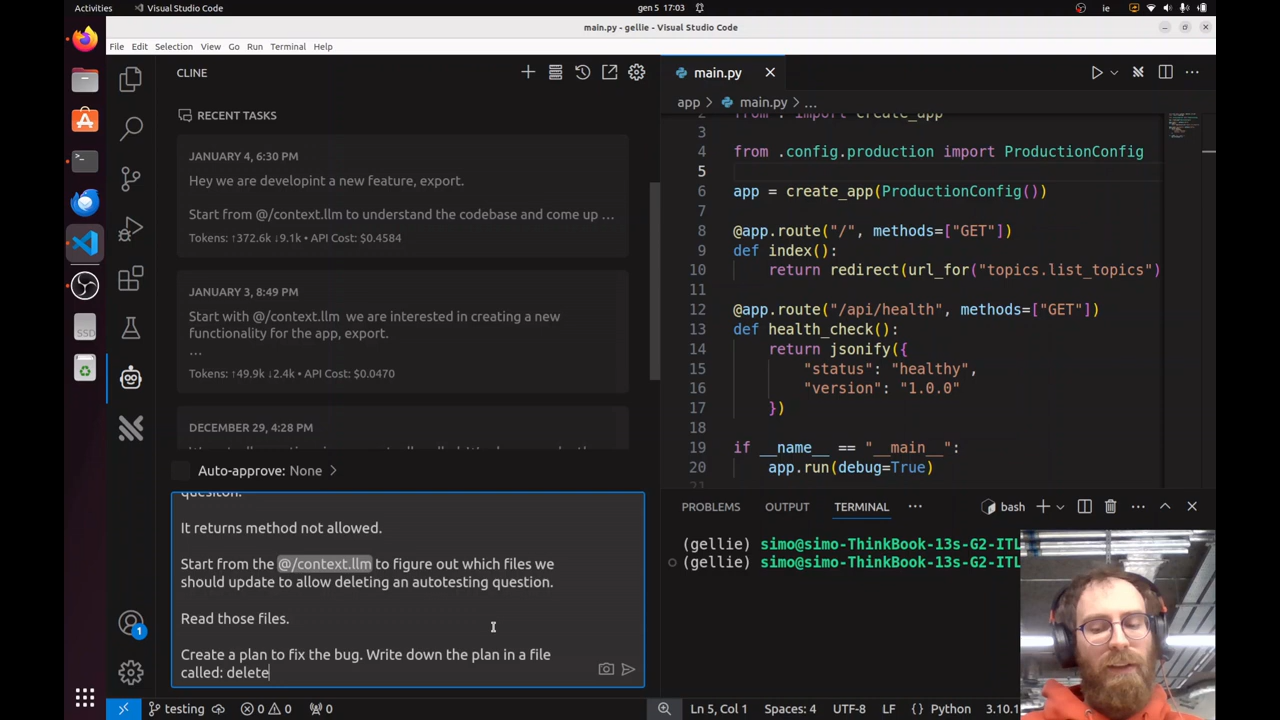 Activities
Visual Studio Code
gen 5 17:03
ie
main.py - gellie - Visual Studio Code
File Edit Selection View Go Run Terminal Help
CLINE
RECENT TASKS
JANUARY 4, 6:30 PM
Hey we are developint a new feature, export.
Start from @/context.llm to understand the codebase and come up ...
Tokens: ↑372.6k ↓9.1k • API Cost: $0.4584
JANUARY 3, 8:49 PM
Start with @/context.llm we are interested in creating a new
functionality for the app, export.
...
Tokens: ↑49.9k ↓2.4k • API Cost: $0.0470
DECEMBER 29, 4:28 PM
Auto-approve: None >
quesiton.
It returns method not allowed.
Start from the @/context.llm to figure out which files we
should update to allow deleting an autotesting question.
Read those files.
Create a plan to fix the bug. Write down the plan in a file
called: delete
main.py
app > main.py > ...
2 from . import create_app
3
4 from .config.production import ProductionConfig
5
6 app = create_app(ProductionConfig())
7
8 @app.route("/", methods=["GET"])
9 def index():
10 return redirect(url_for("topics.list_topics")
11
12 @app.route("/api/health", methods=["GET"])
13 def health_check():
14 return jsonify({
15 "status": "healthy",
16 "version": "1.0.0"
17 })
18
19 if __name__ == "__main__":
20 app.run(debug=True)
21
PROBLEMS OUTPUT TERMINAL ... bash
(gellie) simo@simo-ThinkBook-13s-G2-ITL
(gellie) simo@simo-ThinkBook-13s-G2-ITL
SSD
1
testing 0 0 0 Ln 5, Col 1 Spaces: 4 UTF-8 LF {} Python 3.10.1